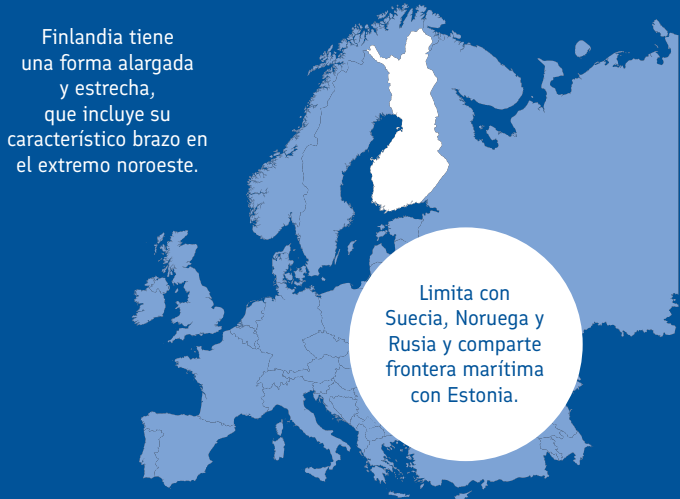 Finlandia tiene
una forma alargada
y estrecha,
que incluye su
característico brazo en
el extremo noroeste.
Limita con
Suecia, Noruega y
Rusia y comparte
frontera marítima
con Estonia.